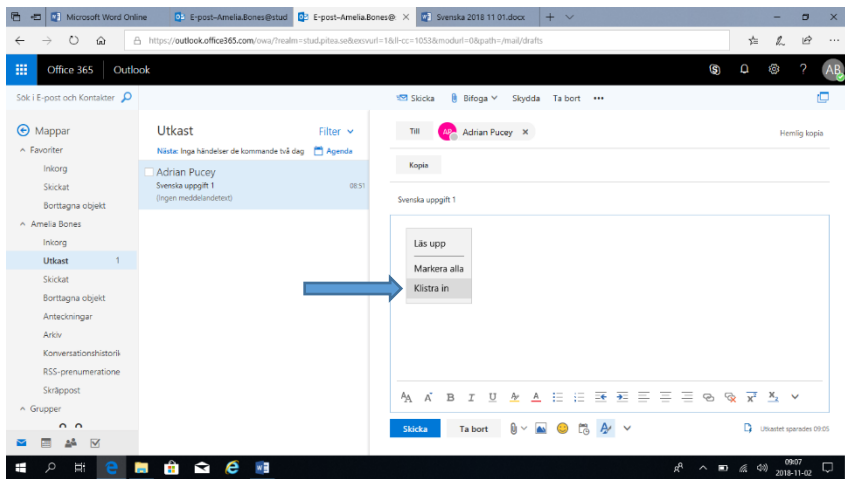 Microsoft Word Online
E-post–Amelia.Bones@stud
E-post–Amelia.Bones@
Svenska 2018 11 01.docx
https://outlook.office365.com/owa/?realm=stud.pitea.se&exsvurl=1&ll-cc=1053&modurl=0&path=/mail/drafts
Office 365 Outlook
AB
Sök i E-post och Kontakter
Skicka Bifoga Skydda Ta bort
Mappar
Favoriter
Inkorg
Skickat
Borttagna objekt
Amelia Bones
Inkorg
Utkast 1
Skickat
Borttagna objekt
Anteckningar
Arkiv
Konversationshistorik
RSS-prenumeratione
Skräppost
Grupper
Utkast Filter
Nästa: Inga händelser de kommande två dag Agenda
Adrian Pucey
Svenska uppgift 1 08:51
(Ingen meddelandetext)
Till AP Adrian Pucey Hemlig kopia
Kopia
Svenska uppgift 1
Läs upp
Markera alla
Klistra in
Skicka Ta bort Utkastet sparades 09:05
09:07
2018-11-02